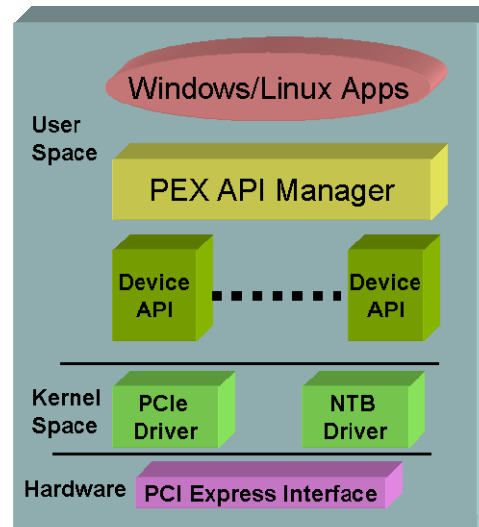 Windows/Linux Apps
User
Space
PEX API Manager
Device
API
Device
API
Kernel
Space
PCIe
Driver
NTB
Driver
Hardware
PCI Express Interface